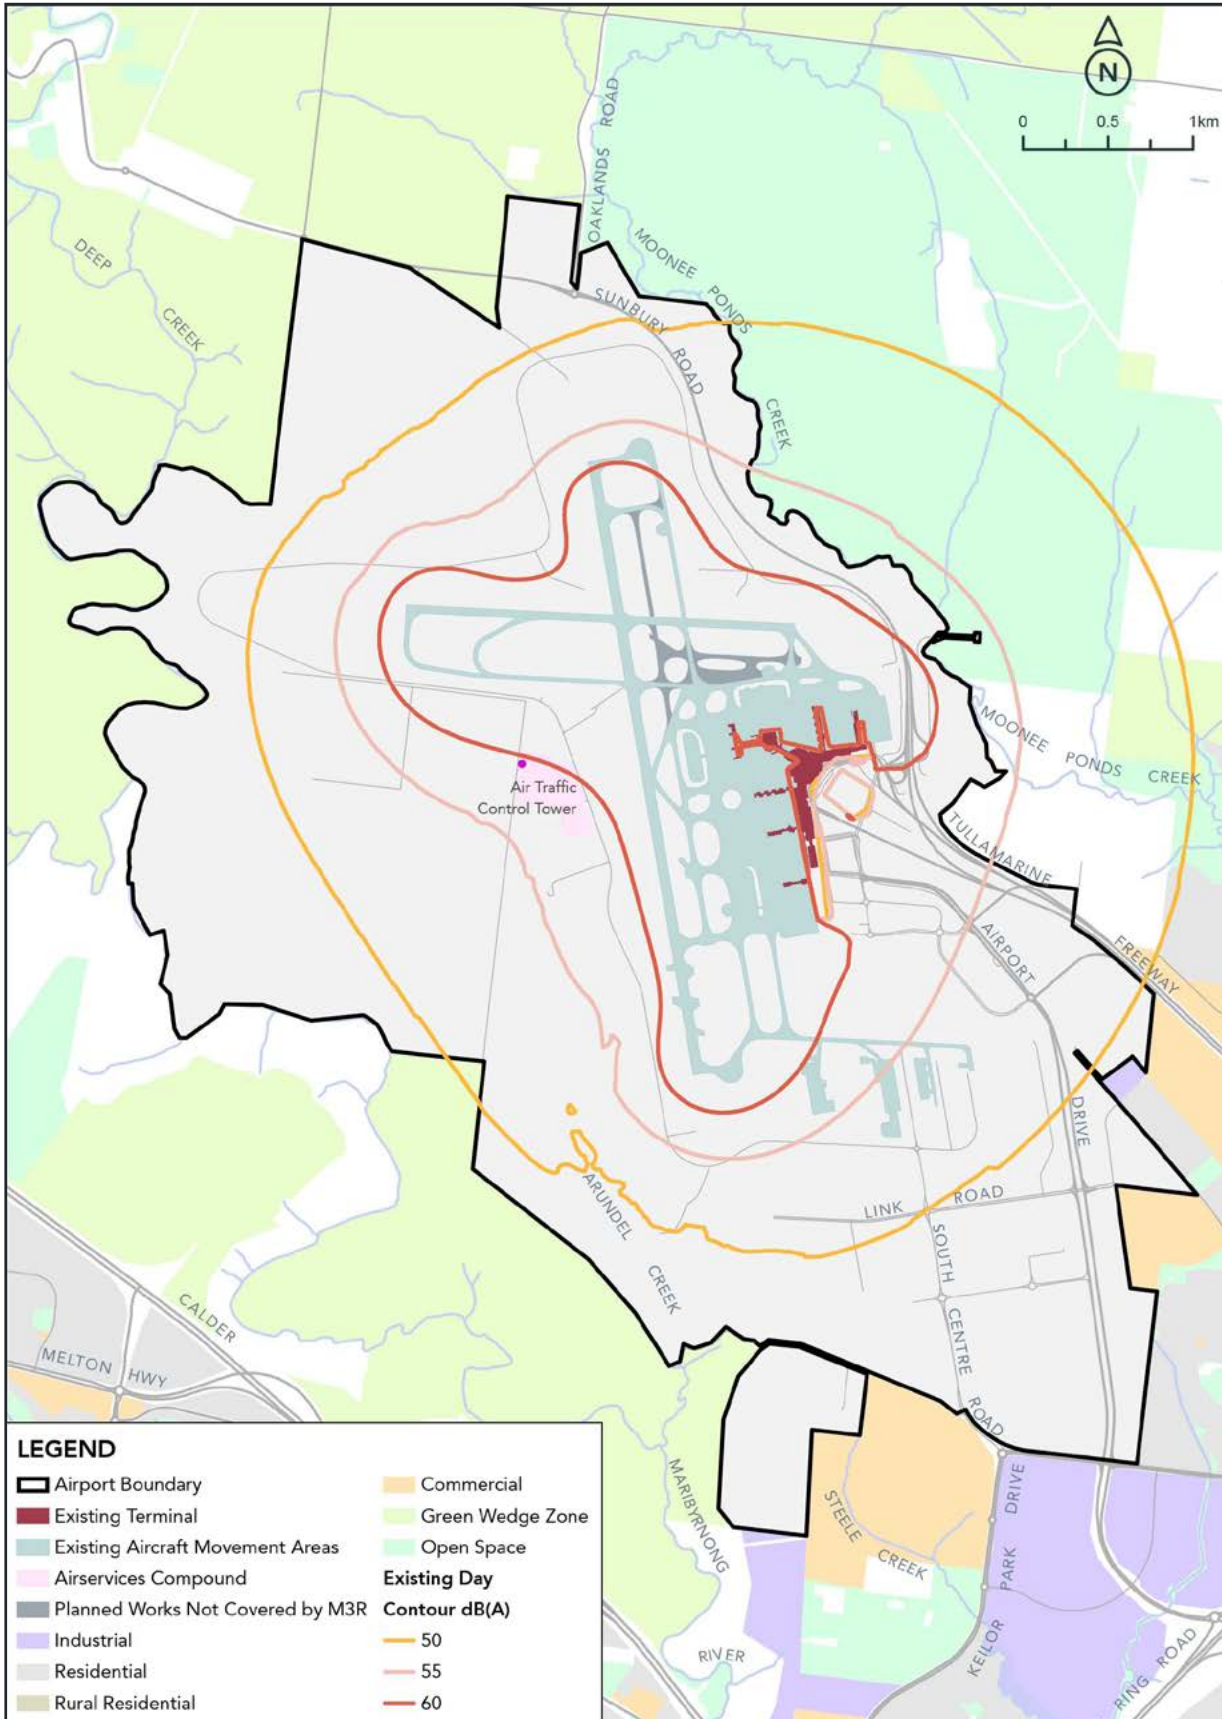 N
0 0.5 1km
OAKLANDS ROAD
MOONEE PONDS
CREEK
DEEP
CREEK
SUNBURY
ROAD
Air Traffic
Control Tower
MOONEE PONDS CREEK
TULLAMARINE
FREEWAY
AIRPORT
DRIVE
LINK ROAD
ARUNDEL
CREEK
SOUTH
CENTRE
ROAD
CALDER
MELTON HWY
MARIBYRNONG
RIVER
STEELE
CREEK
KEILOR PARK DRIVE
RING ROAD
LEGEND
Airport Boundary
Existing Terminal
Existing Aircraft Movement Areas
Airservices Compound
Planned Works Not Covered by M3R
Industrial
Residential
Rural Residential
Commercial
Green Wedge Zone
Open Space
Existing Day
Contour dB(A)
50
55
60